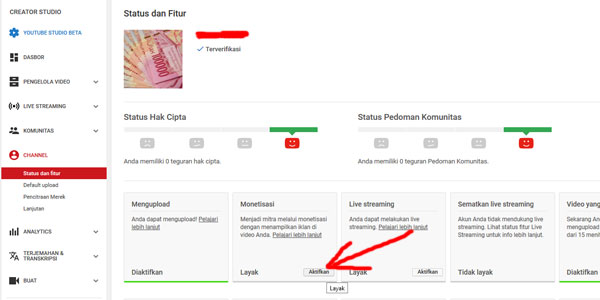 CREATOR STUDIO
YOUTUBE STUDIO BETA
DASBOR
PENGELOLA VIDEO
LIVE STREAMING
KOMUNITAS
CHANNEL
Status dan fitur
Default upload
Pencitraan Merek
Lanjutan
ANALYTICS
TERJEMAHAN &
TRANSKRIPSI
BUAT
Status dan Fitur
Terverifikasi
Status Hak Cipta
Anda memiliki 0 teguran hak cipta.
Status Pedoman Komunitas
Anda memiliki 0 teguran Pedoman Komunitas.
Mengupload
Anda dapat mengupload! Pelajari
lebih lanjut
Diaktifkan
Monetisasi
Menjadi mitra melalui monetisasi
dengan menampilkan iklan di
video Anda. Pelajari lebih lanjut
Layak
Aktifkan
Layak
Live streaming
Anda dapat melakukan live
streaming. Pelajari lebih lanjut
Layak
Aktifkan
Sematkan live streaming
Akun Anda tidak mendukung live
streaming. Lihat status fitur Live
Streaming untuk info lebih lanjut.
Tidak layak
Video yang
Sekarang An
mengupload
dari 15 meni
Diaktifkan